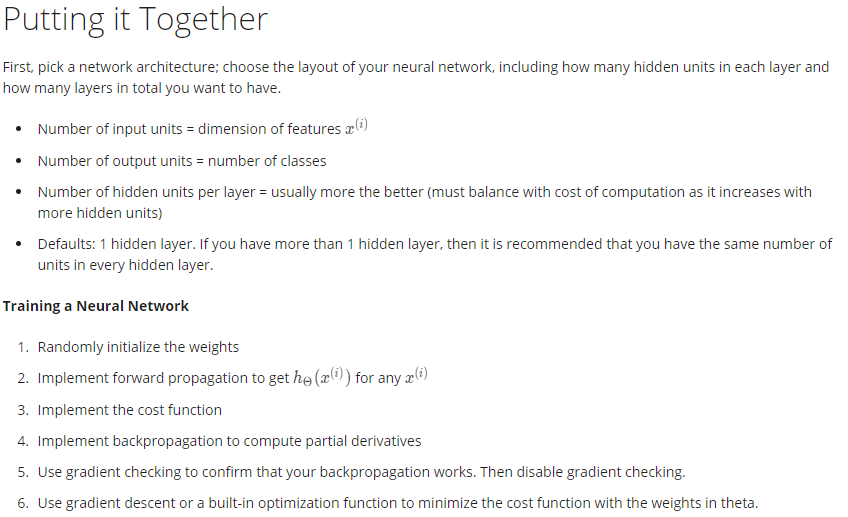 Putting it Together
First, pick a network architecture; choose the layout of your neural network, including how many hidden units in each layer and
how many layers in total you want to have.
• Number of input units = dimension of features x^{(i)}
• Number of output units = number of classes
• Number of hidden units per layer = usually more the better (must balance with cost of computation as it increases with
more hidden units)
• Defaults: 1 hidden layer. If you have more than 1 hidden layer, then it is recommended that you have the same number of
units in every hidden layer.
Training a Neural Network
1. Randomly initialize the weights
2. Implement forward propagation to get h_Θ(x^{(i)}) for any x^{(i)}
3. Implement the cost function
4. Implement backpropagation to compute partial derivatives
5. Use gradient checking to confirm that your backpropagation works. Then disable gradient checking.
6. Use gradient descent or a built-in optimization function to minimize the cost function with the weights in theta.